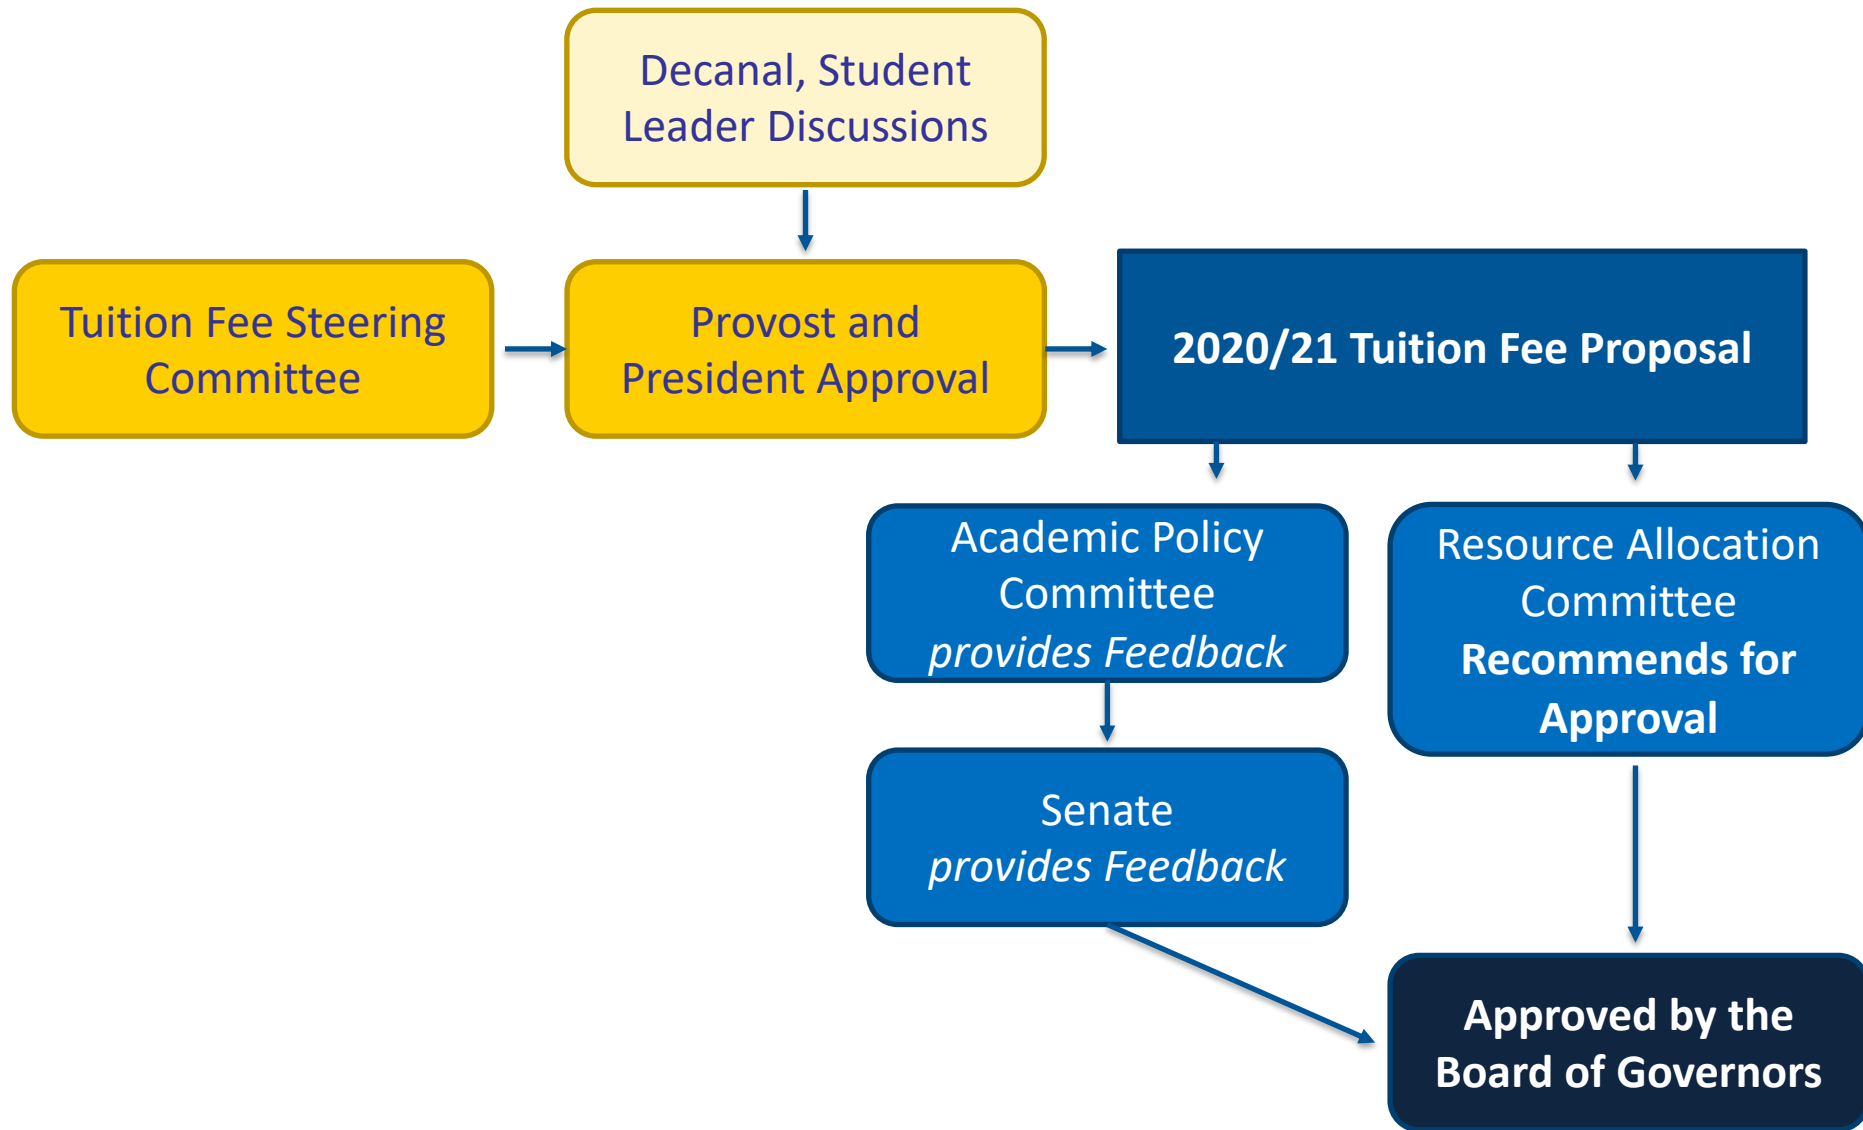 Decanal, Student
Leader Discussions
Tuition Fee Steering
Committee
Provost and
President Approval
2020/21 Tuition Fee Proposal
Academic Policy
Committee
provides Feedback
Resource Allocation
Committee
Recommends for
Approval
Senate
provides Feedback
Approved by the
Board of Governors